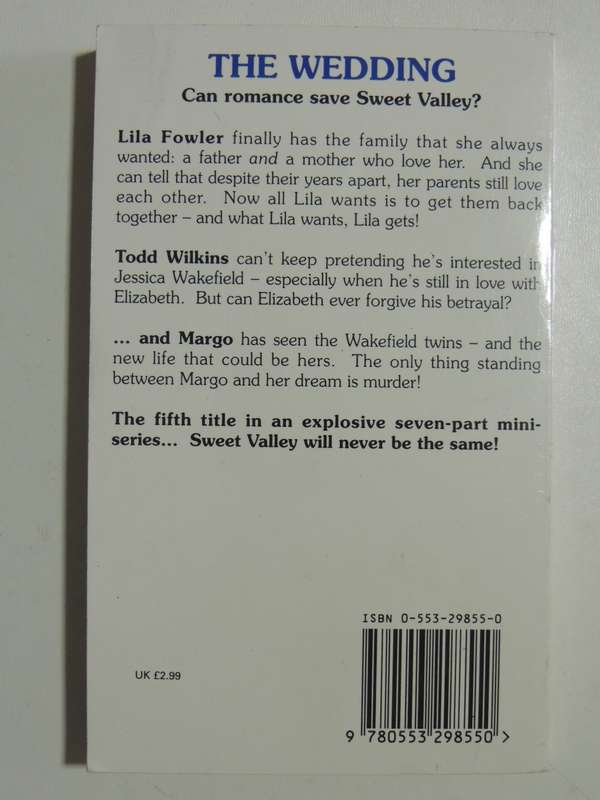 THE WEDDING
Can romance save Sweet Valley?
Lila Fowler finally has the family that she always
wanted: a father and a mother who love her. And she
can tell that despite their years apart, her parents still love
each other. Now all Lila wants is to get them back
together – and what Lila wants, Lila gets!
Todd Wilkins can't keep pretending he's interested in
Jessica Wakefield – especially when he's still in love with
Elizabeth. But can Elizabeth ever forgive his betrayal?
... and Margo has seen the Wakefield twins – and the
new life that could be hers. The only thing standing
between Margo and her dream is murder!
The fifth title in an explosive seven-part mini-
series... Sweet Valley will never be the same!
ISBN 0-553-29855-0
UK £2.99
9 780553 298550 >